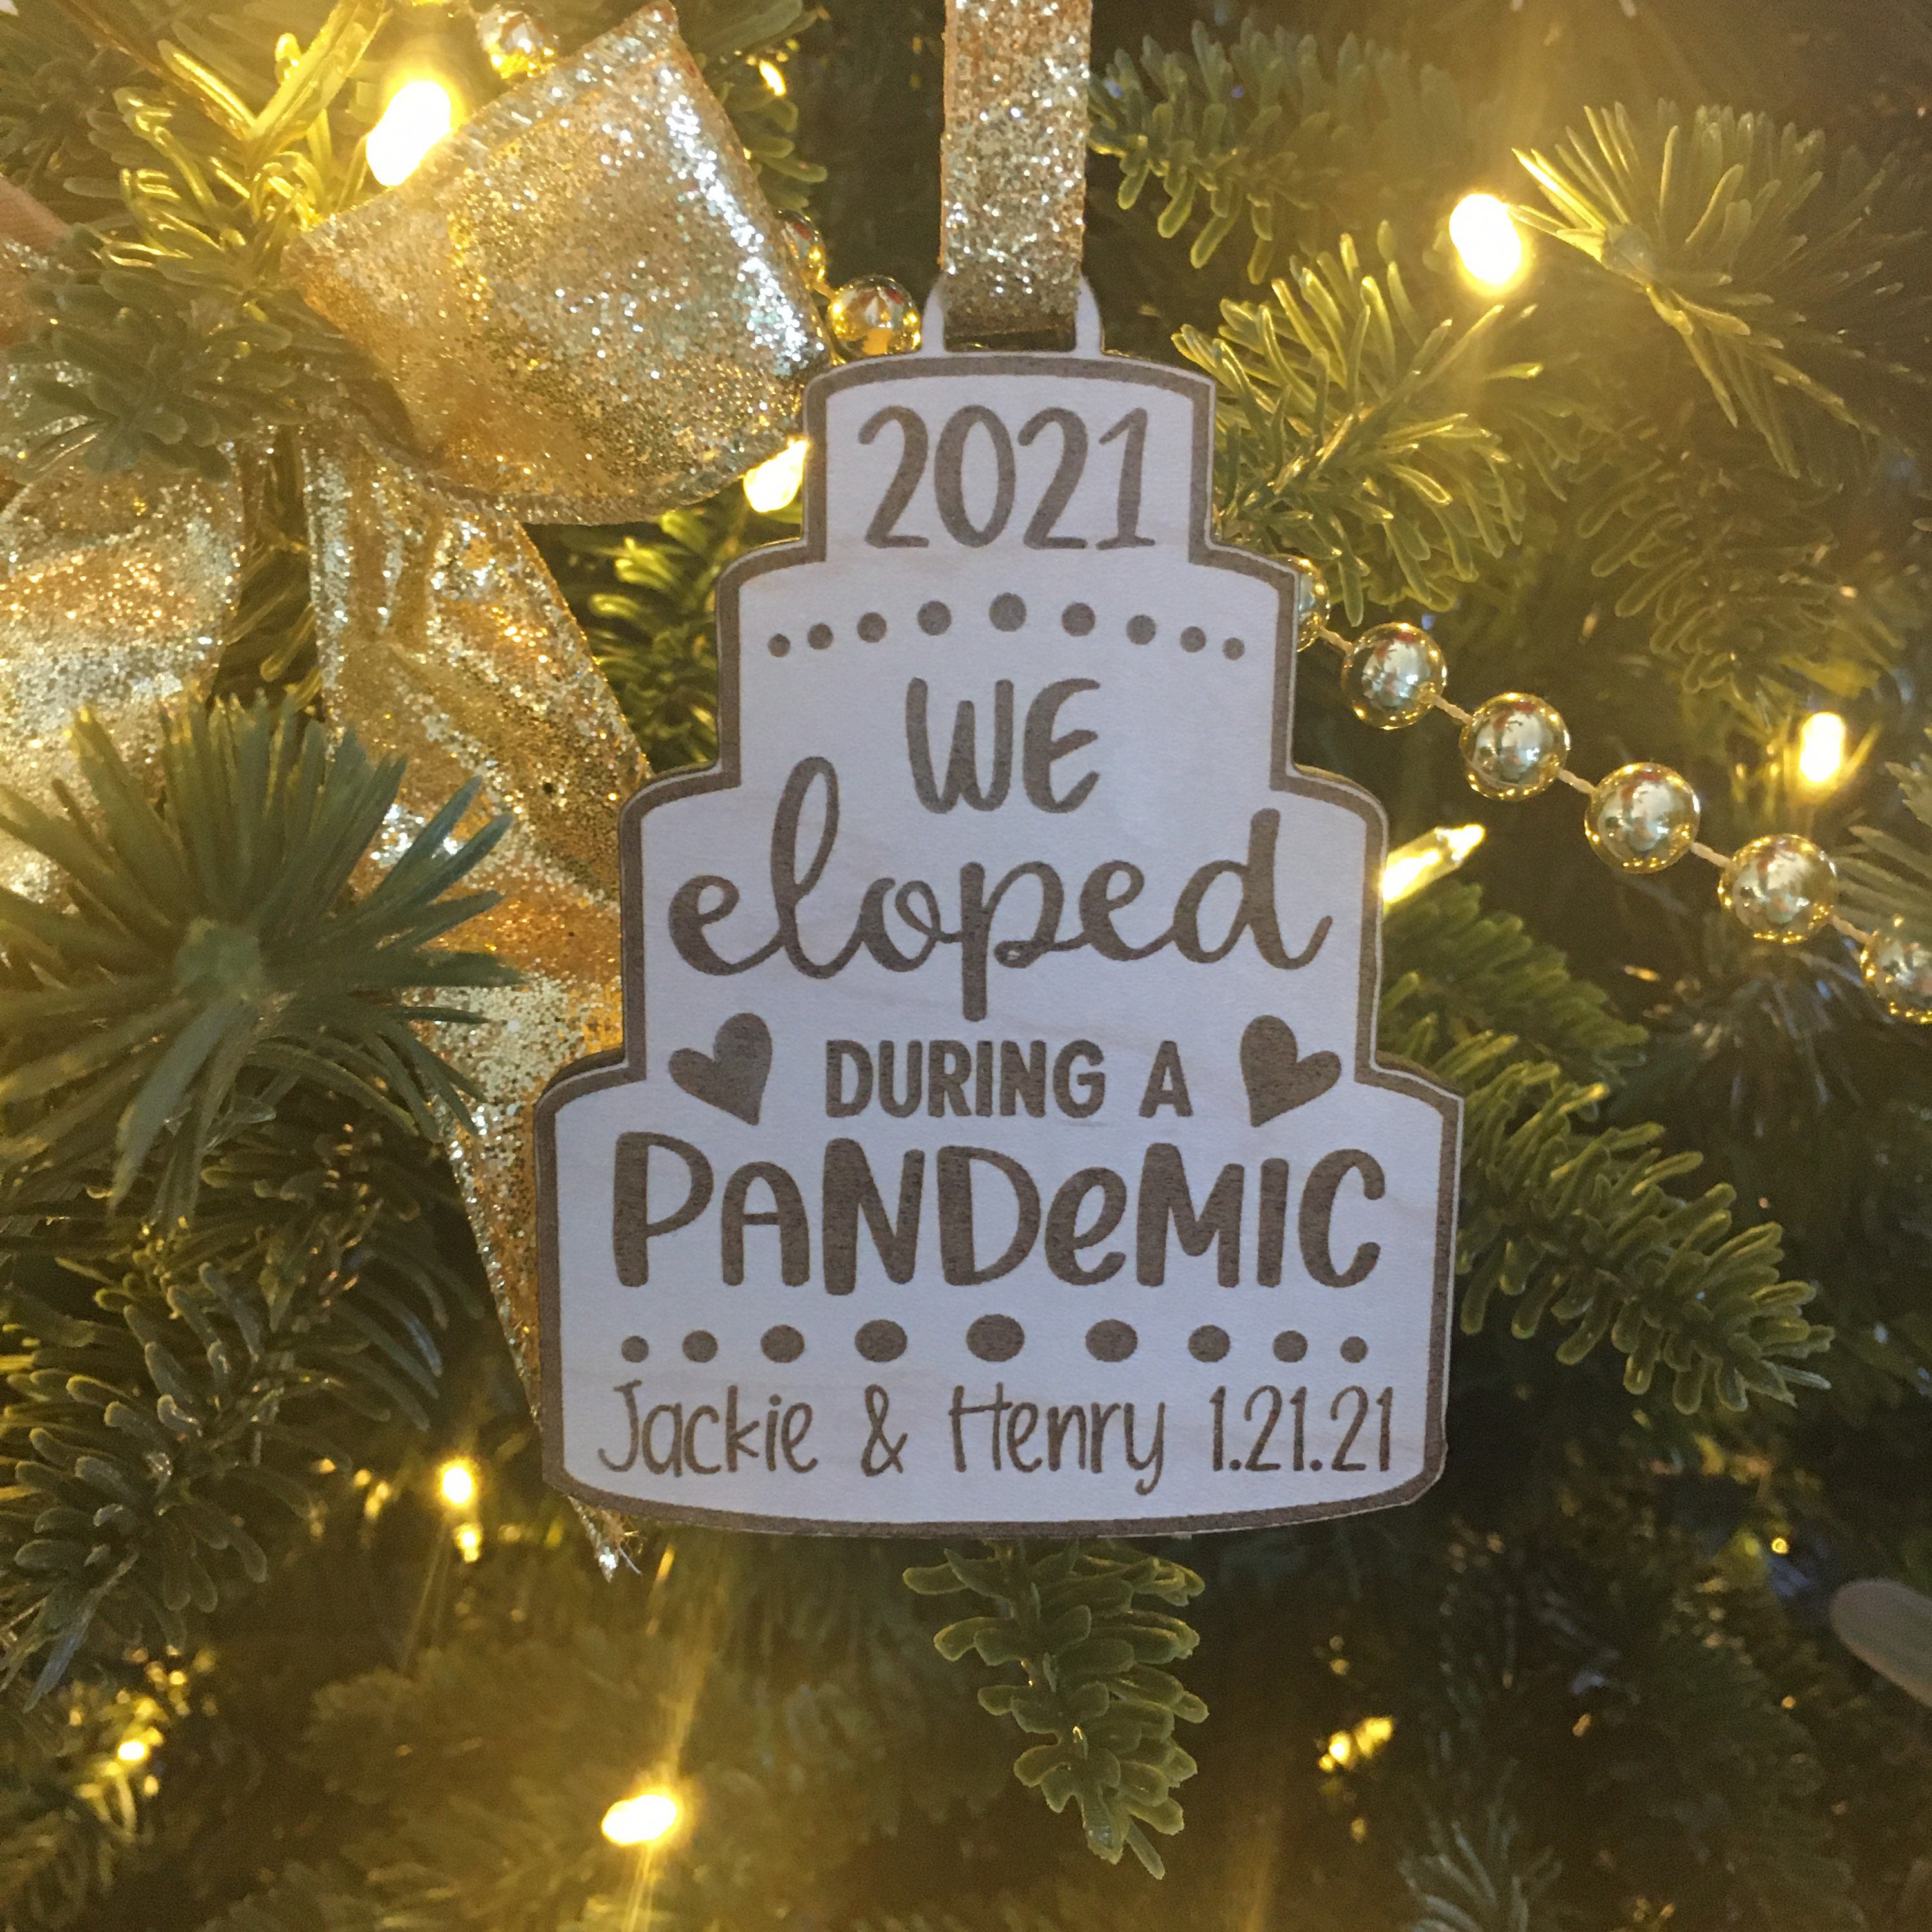 2021
WE
eloped
DURING A
PANDeMIC
Jackie & Henry 1.21.21